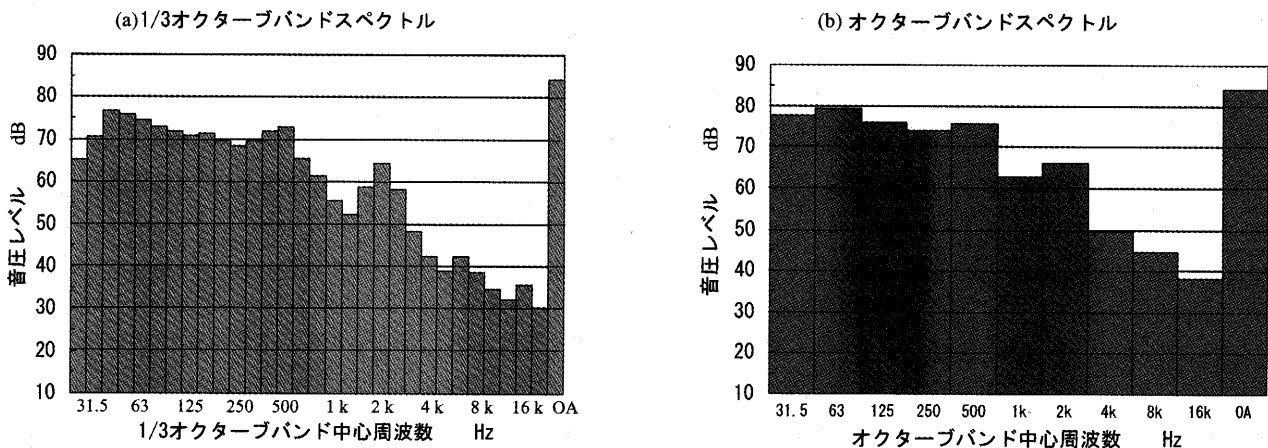 (a)1/3オクターブバンドスペクトル
90
80
70
60
50
40
30
20
10
音圧レベル dB
31.5 63 125 250 500 1k 2k 4k 8k 16k OA
1/3オクターブバンド中心周波数 Hz
(b) オクターブバンドスペクトル
90
80
70
60
50
40
30
20
10
音圧レベル dB
31.5 63 125 250 500 1k 2k 4k 8k 16k 0A
オクターブバンド中心周波数 Hz